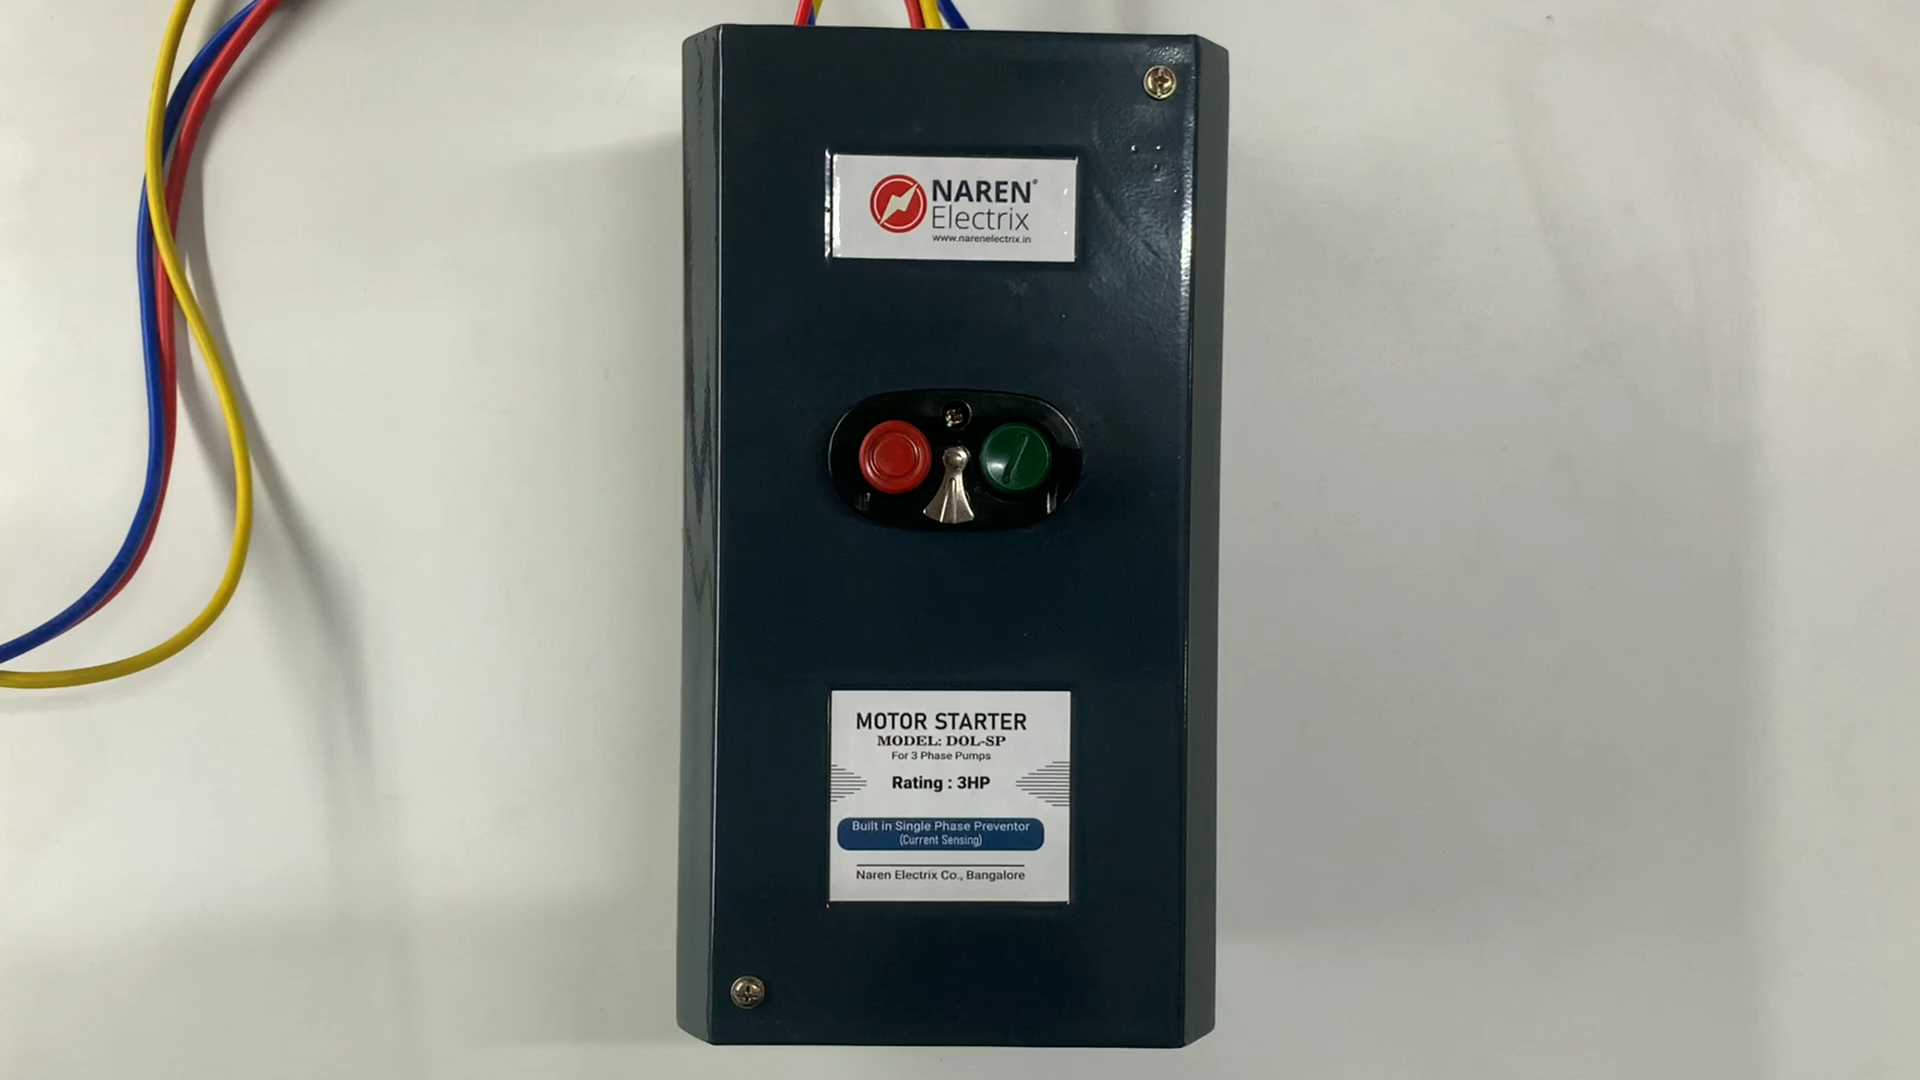 NAREN®
Electrix
www.narenelectrix.in
MOTOR STARTER
MODEL: DOL-SP
For 3 Phase Pumps
Rating : 3HP
Built in Single Phase Preventor
(Current Sensing)
Naren Electrix Co., Bangalore